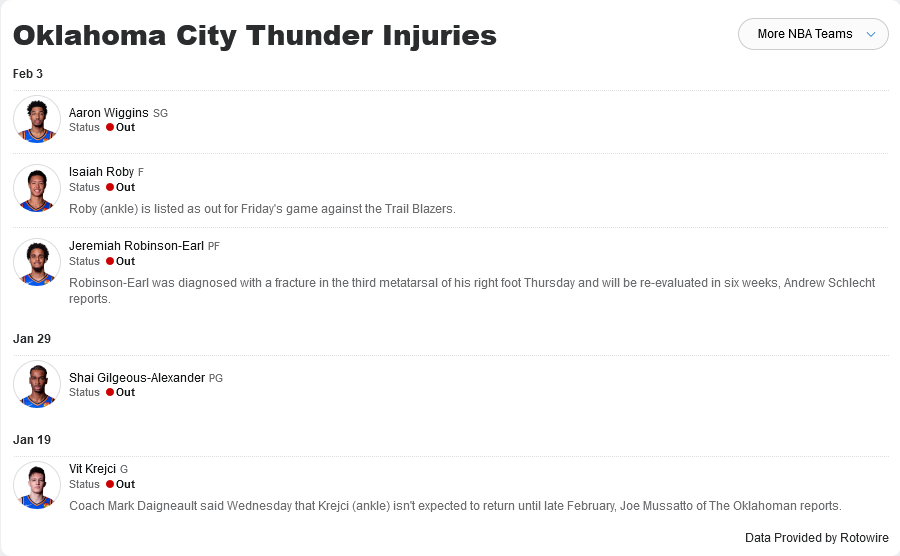 Oklahoma City Thunder Injuries
More NBA Teams
Feb 3
Aaron Wiggins SG
Status Out
Isaiah Roby F
Status Out
Roby (ankle) is listed as out for Friday's game against the Trail Blazers.
Jeremiah Robinson-Earl PF
Status Out
Robinson-Earl was diagnosed with a fracture in the third metatarsal of his right foot Thursday and will be re-evaluated in six weeks, Andrew Schlecht
reports.
Jan 29
Shai Gilgeous-Alexander PG
Status Out
Jan 19
Vit Krejci G
Status Out
Coach Mark Daigneault said Wednesday that Krejci (ankle) isn't expected to return until late February, Joe Mussatto of The Oklahoman reports.
Data Provided by Rotowire